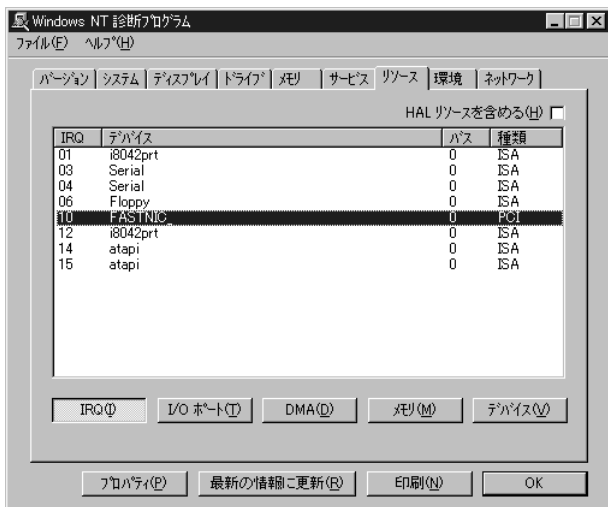 Windows NT 診断ﾌﾟﾛｸﾞﾗﾑ
ﾌｧｲﾙ(F) ﾍﾙﾌﾟ(H)
ﾊﾞｰｼﾞｮﾝ システム ﾃﾞｨｽﾌﾟﾚｲ ﾄﾞﾗｲﾌﾞ ﾒﾓﾘ サービス リソース 環境 ﾈｯﾄﾜｰｸ
HAL リソースを含める(H)
IRQ ﾃﾞﾊﾞｲｽ ﾊﾞｽ 種類
01 i8042prt 0 ISA
03 Serial 0 ISA
04 Serial 0 ISA
06 Floppy 0 ISA
10 FASTNIC_ 0 PCI
12 i8042prt 0 ISA
14 atapi 0 ISA
15 atapi 0 ISA
IRQ(I) I/O ﾎﾟｰﾄ(T) DMA(D) ﾒﾓﾘ(M) ﾃﾞﾊﾞｲｽ(V)
ﾌﾟﾛﾊﾟﾃｨ(P) 最新の情報に更新(R) 印刷(N) OK